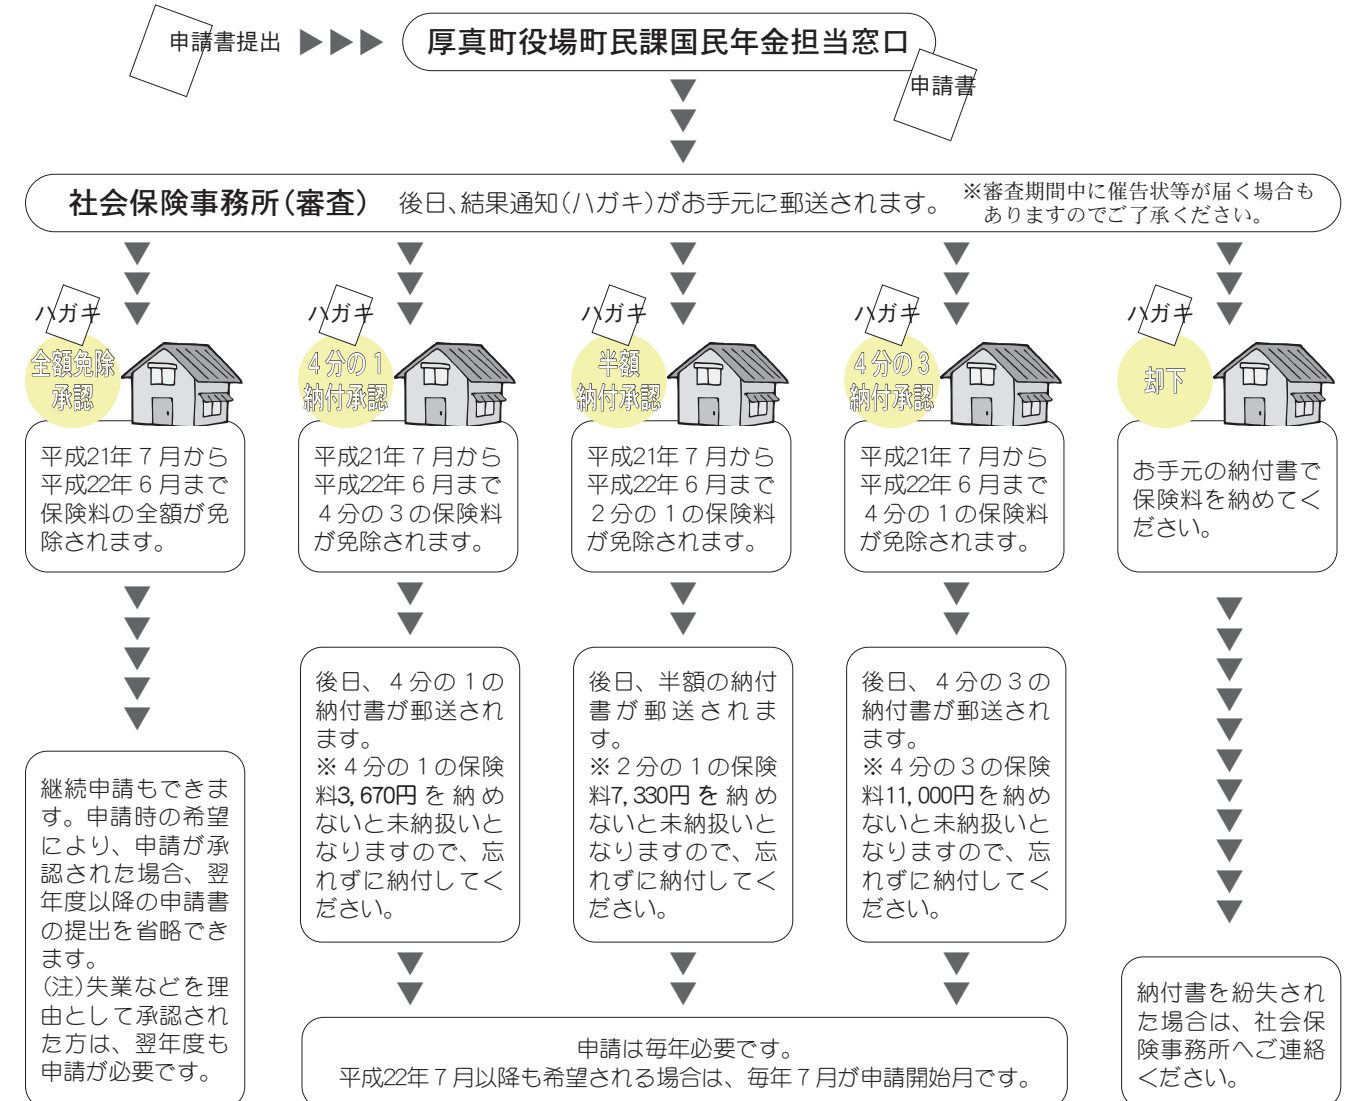 申請書提出 ▶▶▶ 厚真町役場町民課国民年金担当窓口
申請書
社会保険事務所(審査) 後日、結果通知(ハガキ)がお手元に郵送されます。
※審査期間中に催告状等が届く場合も
ありますのでご了承ください。
ハガキ
全額免除
承認
平成21年7月から
平成22年6月まで
保険料の全額が免
除されます。
継続申請もできま
す。申請時の希望
により、申請が承
認された場合、翌
年度以降の申請書
の提出を省略でき
ます。
(注)失業などを理
由として承認され
た方は、翌年度も
申請が必要です。
ハガキ
4分の1
納付承認
平成21年7月から
平成22年6月まで
4分の3の保険料
が免除されます。
後日、4分の1の
納付書が郵送され
ます。
※4分の1の保険
料3,670円を納め
ないと未納扱いと
なりますので、忘
れずに納付してく
ださい。
ハガキ
半額
納付承認
平成21年7月から
平成22年6月まで
2分の1の保険料
が免除されます。
後日、半額の納付
書が郵送されま
す。
※2分の1の保険
料7,330円を納め
ないと未納扱いと
なりますので、忘
れずに納付してく
ださい。
ハガキ
4分の3
納付承認
平成21年7月から
平成22年6月まで
4分の1の保険料
が免除されます。
後日、4分の3の
納付書が郵送され
ます。
※4分の3の保険
料11,000円を納め
ないと未納扱いと
なりますので、忘
れずに納付してく
ださい。
申請は毎年必要です。
平成22年7月以降も希望される場合は、毎年7月が申請開始月です。
ハガキ
却下
お手元の納付書で
保険料を納めてく
ださい。
納付書を紛失され
た場合は、社会保
険事務所へご連絡
ください。